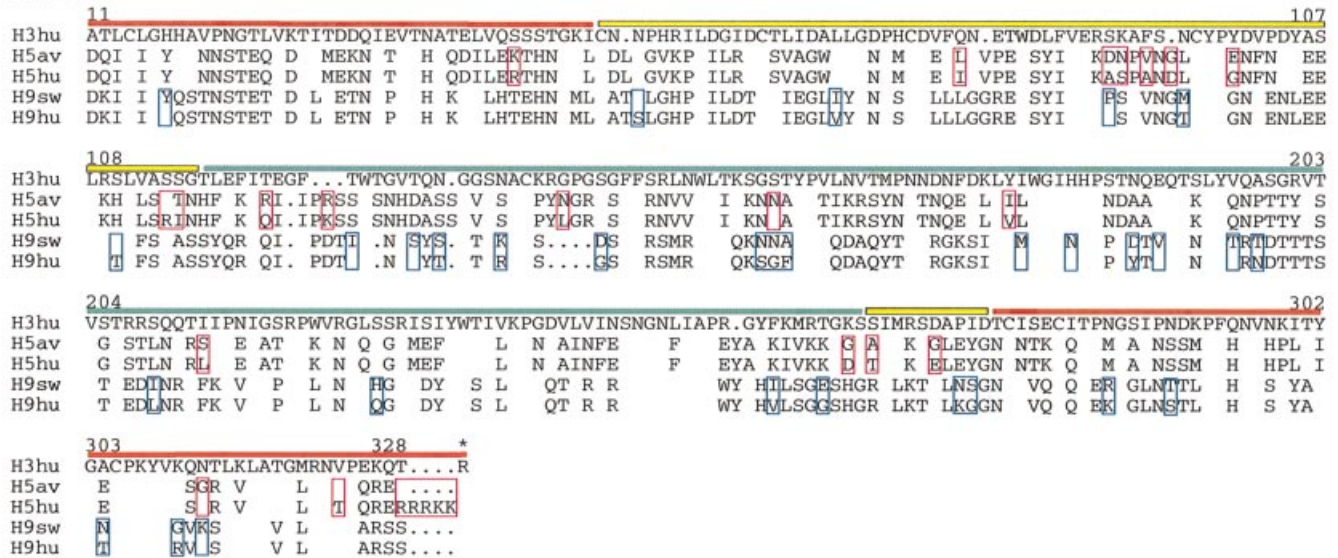 11 107
H3hu ATLCLGHHAVPNGTLVKTITDDQIEVTNATELVQSSSTGKICN.NPHRILDGIDCTLIDALLGDPHCDVFQN.ETWDLFVERSKAFS.NCYPYDVPDYAS
H5av DQI I Y NNSTEQ D MEKN T H QDILEKTHN L DL GVKP ILR SVAGW N M E L VPE SYI KDNPVNGL ENFN EE
H5hu DQI I Y NNSTEQ D MEKN T H QDILERTHN L DL GVKP ILR SVAGW N M E I VPE SYI KASPANDL GNFN EE
H9sw DKI I YQSTNSTET D L ETN P H K LHTEHN ML AT LGHP ILDT IEGLIY N S LLLGGRE SYI PS VNGM GN ENLEE
H9hu DKI I QSTNSTET D L ETN P H K LHTEHN ML ATSLGHP ILDT IEGLVY N S LLLGGRE SYI S VNGT GN ENLEE
108 203
H3hu LRSLVASSGTLEFITEGF...TWTGVTQN.GGSNACKRGPGSGFFSRLNWLTKSGSTYPVLNVTMPNNDNFDKLYIWGIHHPSTNQEQTSLYVQASGRVT
H5av KH LS TNHF K RI.IPRSS SNHDASS V S PYNGR S RNVV I KNNA TIKRSYN TNQE L IL NDAA K QNPTTY S
H5hu KH LSRINHF K QI.IPKSS SNHDASS V S PYLGR S RNVV I KN A TIKRSYN TNQE L VL NDAA K QNPTTY S
H9sw FS ASSYQR QI. PDTI .N SYS. T K S....DS RSMR QKNNA QDAQYT RGKSI M N P DTV N TRTDTTTS
H9hu T FS ASSYQR QI. PDT .N YT. T R S....GS RSMR QKSGF QDAQYT RGKSI P YT N RNDTTTS
204 302
H3hu VSTRRSQQTIIPNIGSRPWVRGLSSRISIYWTIVKPGDVLVINSNGNLIAPR.GYFKMRTGKSSIMRSDAPIDTCISECITPNGSIPNDKPFQNVNKITY
H5av G STLN RS E AT K N Q G MEF L N AINFE F EYA KIVKK G A K GLEYGN NTK Q M A NSSM H HPL I
H5hu G STLN RL E AT K N Q G MEF L N AINFE F EYA KIVKK D T K ELEYGN NTK Q M A NSSM H HPL I
H9sw T EDINR FK V P L N HG DY S L QT R R WY HILSGESHGR LKT LNSGN VQ Q ER GLNTTL H S YA
H9hu T EDLNR FK V P L N QG DY S L QT R R WY HVLSGGSHGR LKT LKGGN VQ Q EK GLNSTL H S YA
303 328 *
H3hu GACPKYVKQNTLKLATGMRNVPEKQT....R
H5av E SGR V L QRE....
H5hu E S R V L T QRERRRKK
H9sw N GVKS V L ARSS....
H9hu T RV S V L ARSS....